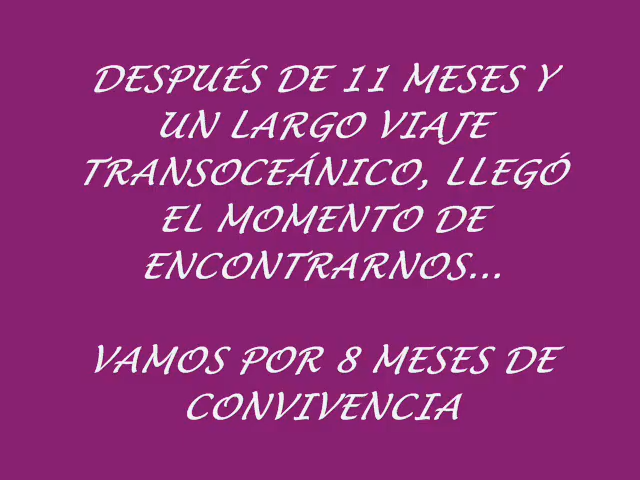 DESPUÉS DE 11 MESES Y
UN LARGO VIAJE
TRANSOCEÁNICO, LLEGÓ
EL MOMENTO DE
ENCONTRARNOS...
VAMOS POR 8 MESES DE
CONVIVENCIA